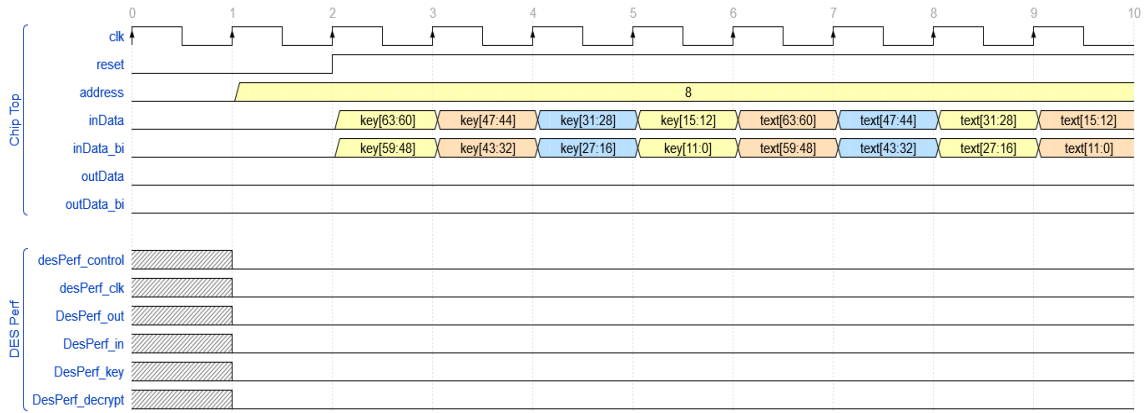 0 1 2 3 4 5 6 7 8 9 10
Chip Top
clk
reset
address 8
inData key[63:60] key[47:44] key[31:28] key[15:12] text[63:60] text[47:44] text[31:28] text[15:12]
inData_bi key[59:48] key[43:32] key[27:16] key[11:0] text[59:48] text[43:32] text[27:16] text[11:0]
outData
outData_bi
DES Perf
desPerf_control
desPerf_clk
DesPerf_out
DesPerf_in
DesPerf_key
DesPerf_decrypt